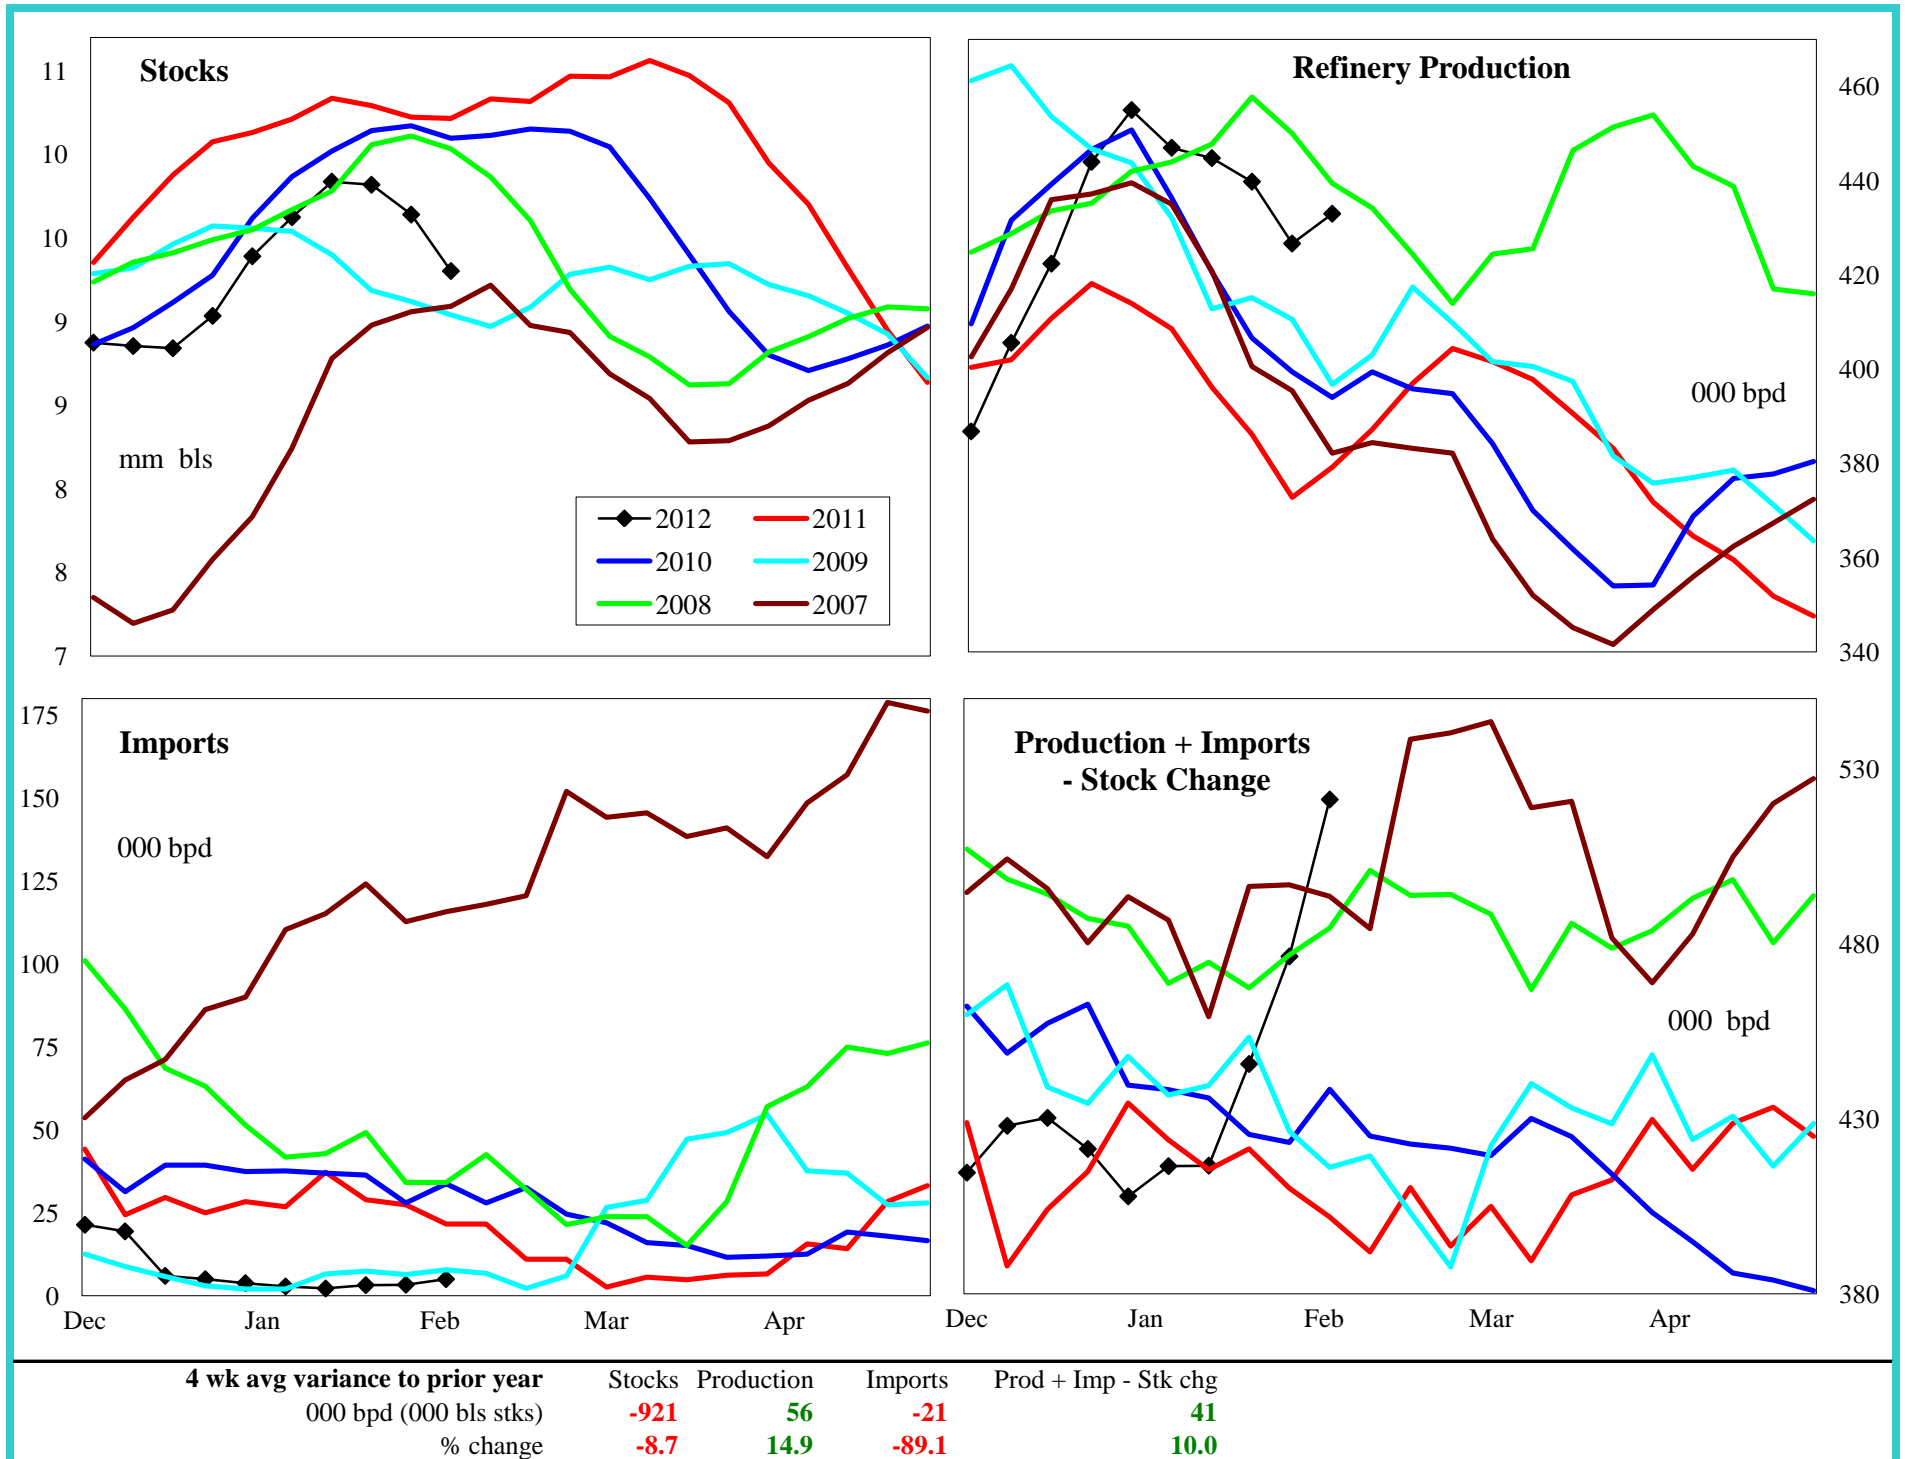 Stocks
11
10
10
9
9
8
8
7
mm bls
2012
2011
2010
2009
2008
2007
Refinery Production
460
440
420
400
380
360
340
000 bpd
Imports
000 bpd
175
150
125
100
75
50
25
0
Dec Jan Feb Mar Apr
Production + Imports
- Stock Change
530
480
430
380
000 bpd
Dec Jan Feb Mar Apr
4 wk avg variance to prior year Stocks Production Imports Prod + Imp - Stk chg
000 bpd (000 bls stks) -921 56 -21 41
% change -8.7 14.9 -89.1 10.0